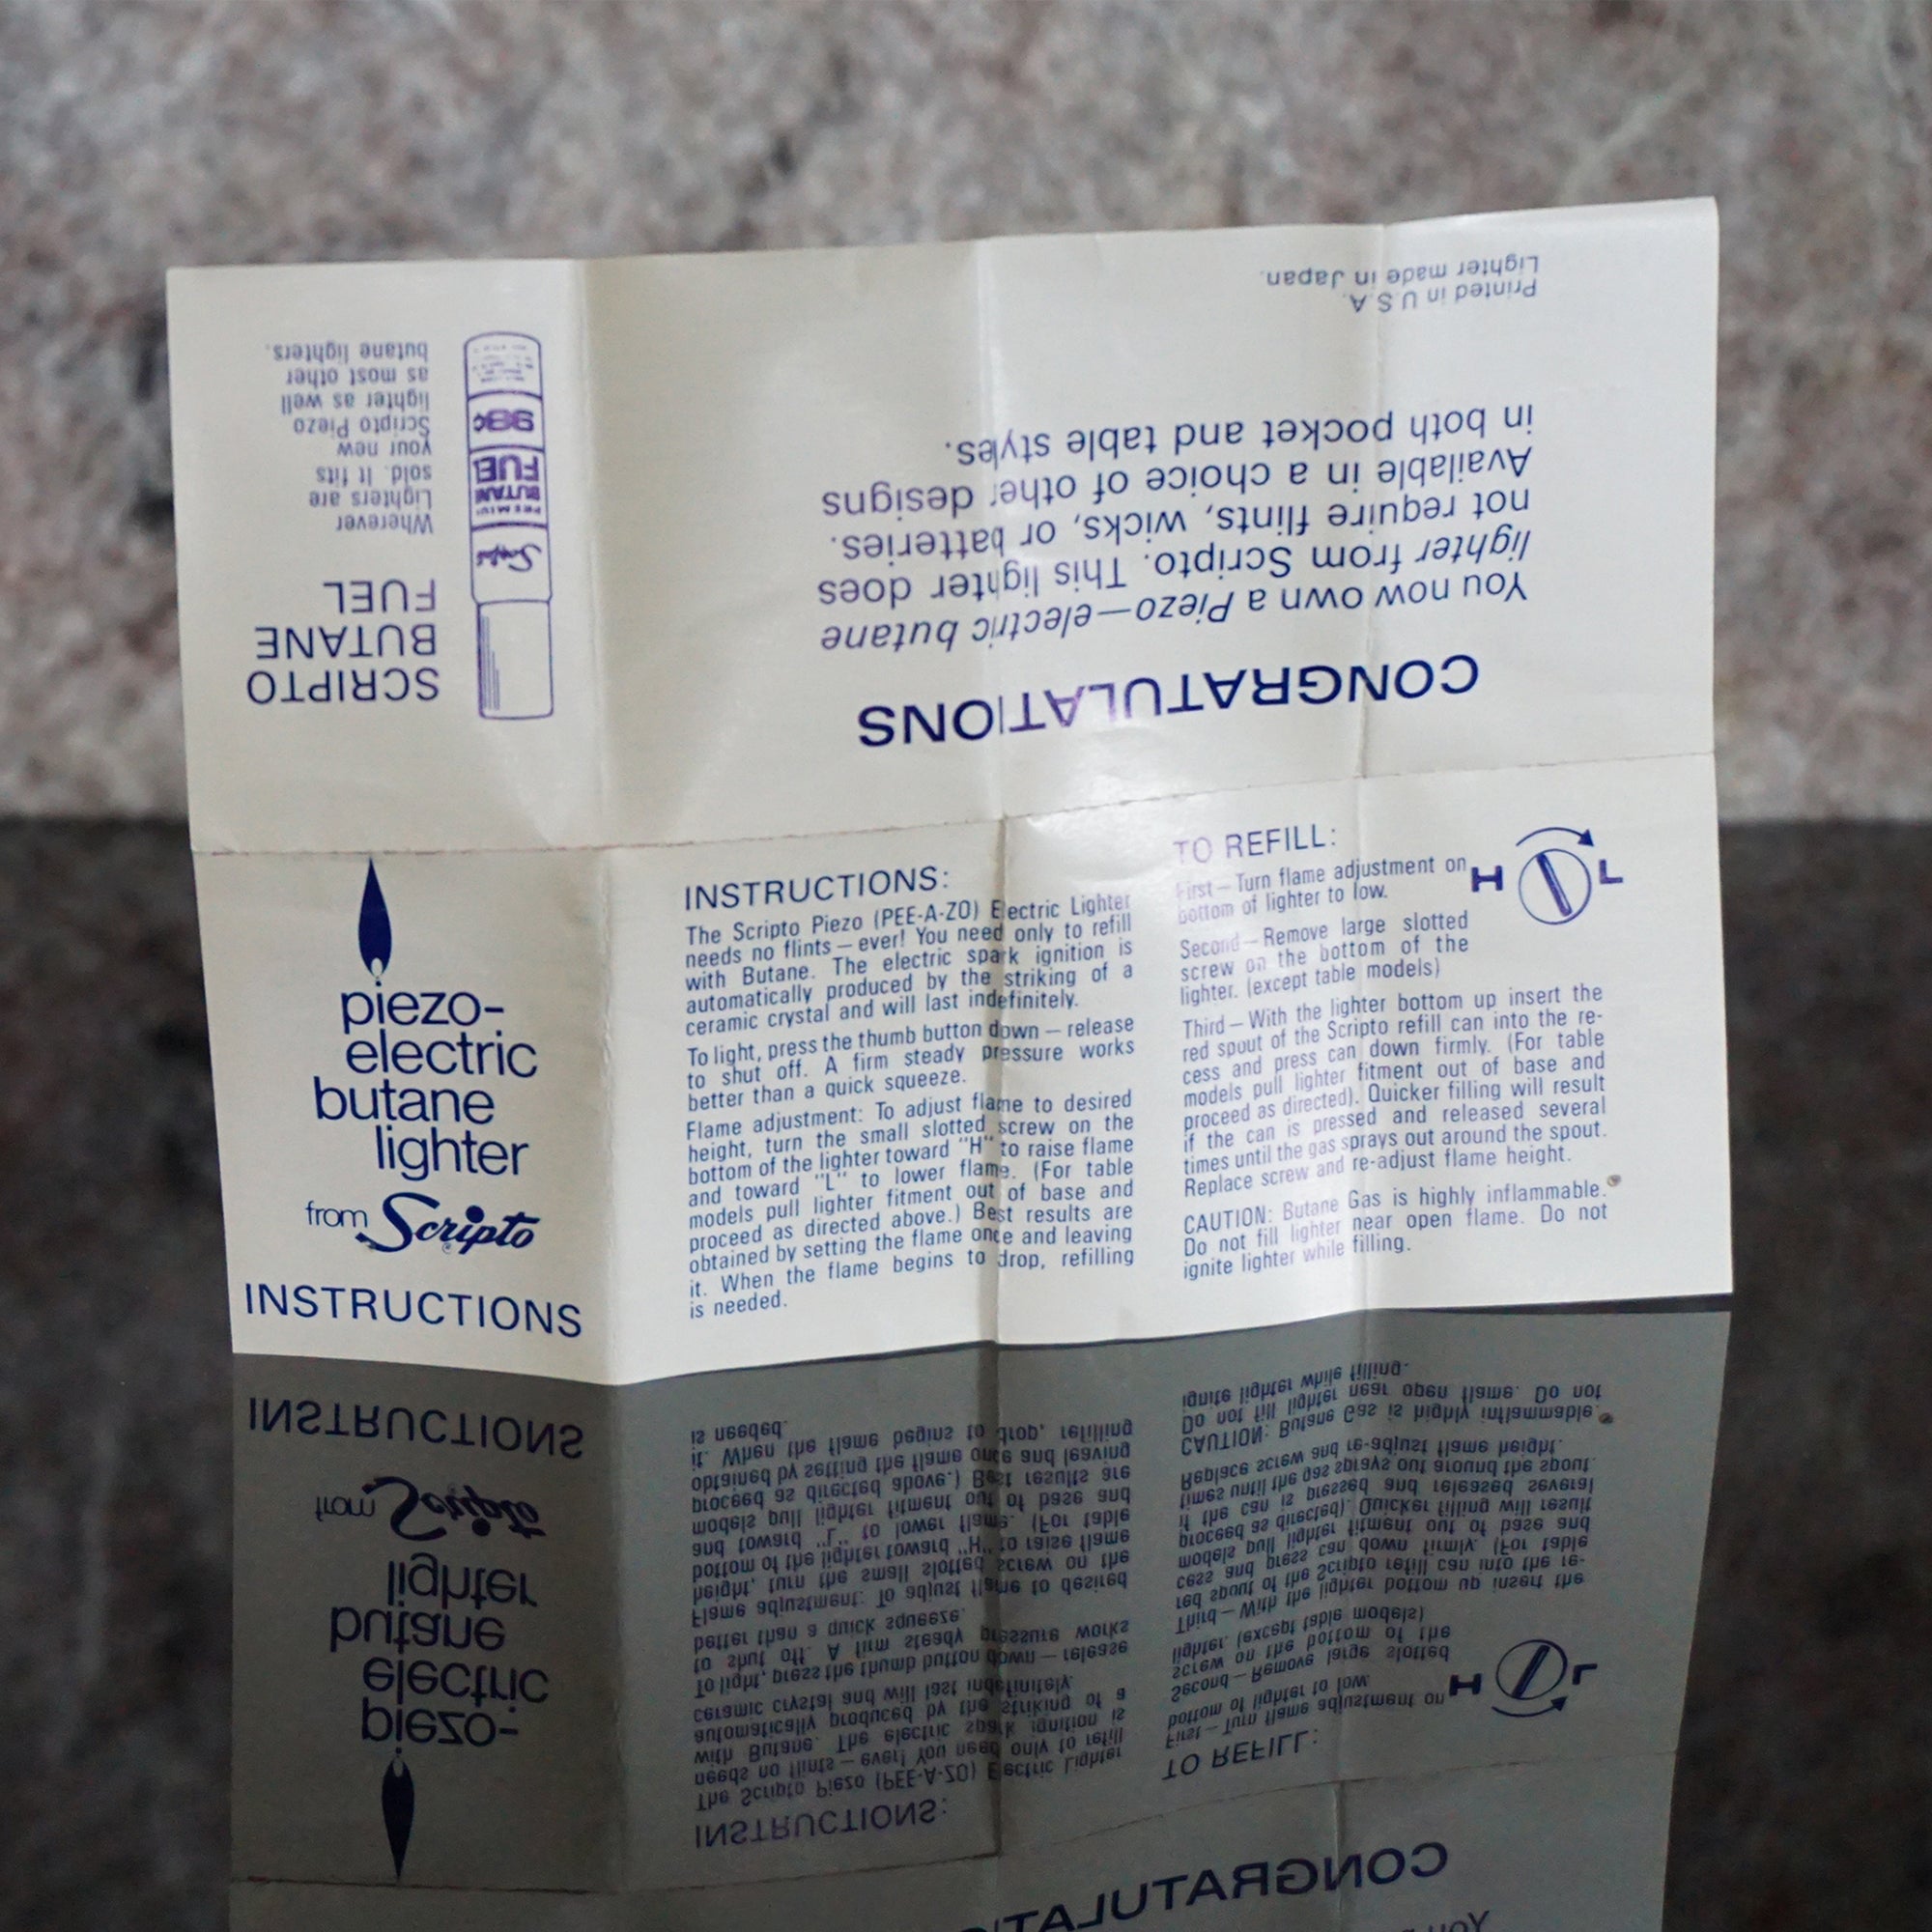 piezo-
electric
butane
lighter
from Scripto
INSTRUCTIONS
INSTRUCTIONS:
The Scripto Piezo (PEE-A-ZO) Electric Lighter
needs no flints — ever! You need only to refill
with Butane. The electric spark ignition is
automatically produced by the striking of a
ceramic crystal and will last indefinitely.
To light, press the thumb button down — release
to shut off. A firm steady pressure works
better than a quick squeeze.
Flame adjustment: To adjust flame to desired
height, turn the small slotted screw on the
bottom of the lighter toward "H" to raise flame
and toward "L" to lower flame. (For table
models pull lighter fitment out of base and
proceed as directed above.) Best results are
obtained by setting the flame once and leaving
it. When the flame begins to drop, refilling
is needed.
TO REFILL:
First — Turn flame adjustment on
bottom of lighter to low.
H L
Second — Remove large slotted
screw on the bottom of the
lighter. (except table models)
Third — With the lighter bottom up insert the
red spout of the Scripto refill can into the re-
cess and press can down firmly. (For table
models pull lighter fitment out of base and
proceed as directed). Quicker filling will result
if the can is pressed and released several
times until the gas sprays out around the spout.
Replace screw and re-adjust flame height.
CAUTION: Butane Gas is highly inflammable.
Do not fill lighter near open flame. Do not
ignite lighter while filling.
CONGRATULATIONS
You now own a Piezo—electric butane
lighter from Scripto. This lighter does
not require flints, wicks, or batteries.
Available in a choice of other designs
in both pocket and table styles.
Printed in U.S.A.
Lighter made in Japan.
SCRIPTO
BUTANE
FUEL
Wherever
Lighters are
sold. It fits
your new
Scripto Piezo
lighter as well
as most other
butane lighters.
Scripto
PREMIUM
BUTANE
FUEL
98¢